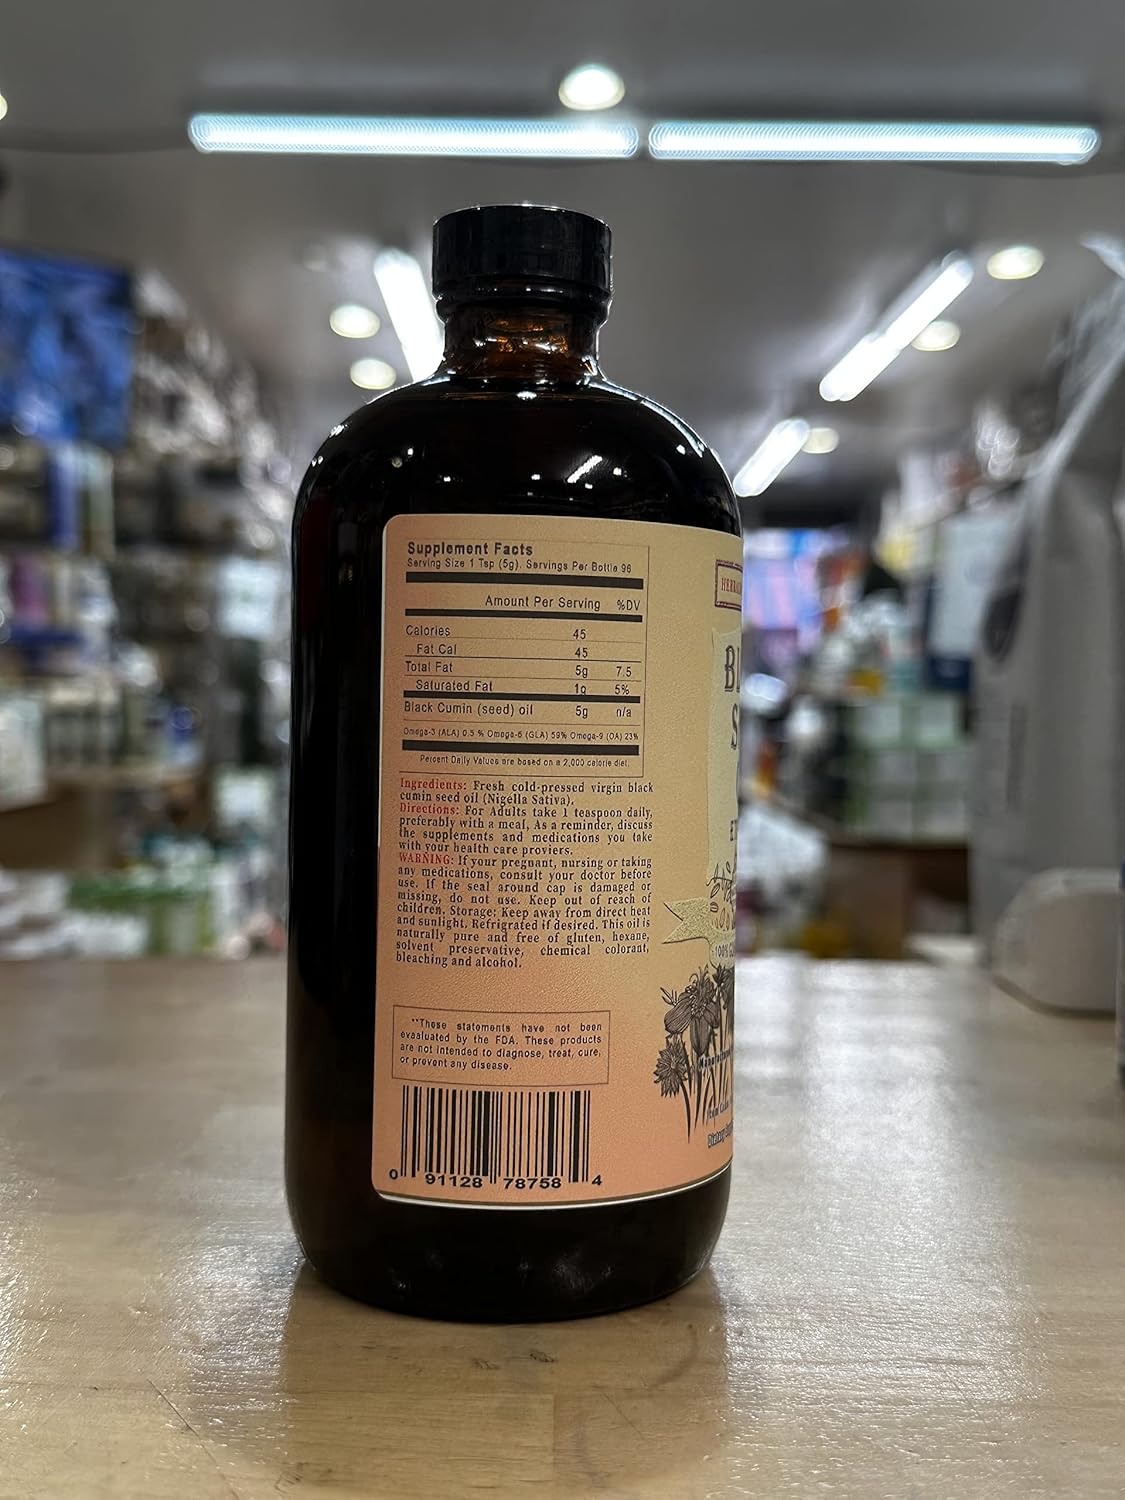 Supplement Facts
Serving Size 1 Tsp (5g). Servings Per Bottle 96
Amount Per Serving %DV
Calories 45
Fat Cal 45
Total Fat 5g 7.5
Saturated Fat 1g 5%
Black Cumin (seed) oil 5g n/a
Omega-3 (ALA) 0.5 % Omega-6 (GLA) 59% Omega-9 (OA) 23%
Percent Daily Values are based on a 2,000 calorie diet.
Ingredients: Fresh cold-pressed virgin black
cumin seed oil (Nigella Sativa).
Directions: For Adults take 1 teaspoon daily,
preferably with a meal, As a reminder, discuss
the supplements and medications you take
with your health care proviers.
WARNING: If your pregnant, nursing or taking
any medications, consult your doctor before
use. If the seal around cap is damaged or
missing, do not use. Keep out of reach of
children. Storage: Keep away from direct heat
and sunlight. Refrigrated if desired. This oil is
naturally pure and free of gluten, hexane,
solvent preservative, chemical colorant,
bleaching and alcohol.
**These statements have not been
evaaluated by the FDA. These products
are not intended to diagnose, treat, cure,
or prevent any disease.
0 91128 78758 4
100%